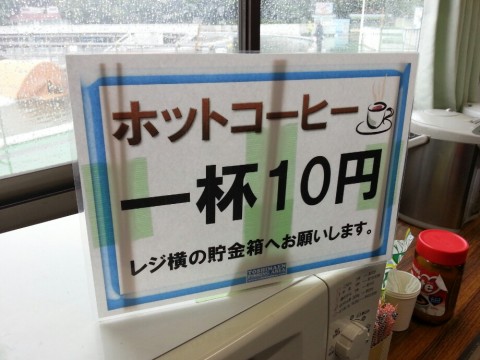 ホットコーヒー
一杯10円
レジ横の貯金箱へお願いします。